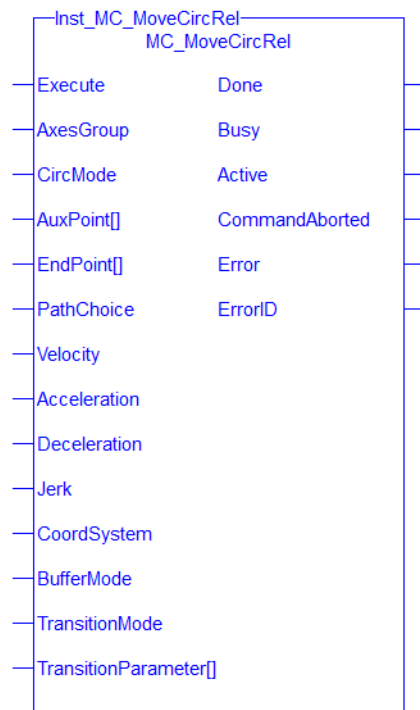 Inst_MC_MoveCircRel
MC_MoveCircRel
Execute Done
AxesGroup Busy
CircMode Active
AuxPoint[] CommandAborted
EndPoint[] Error
PathChoice ErrorID
Velocity
Acceleration
Deceleration
Jerk
CoordSystem
BufferMode
TransitionMode
TransitionParameter[]